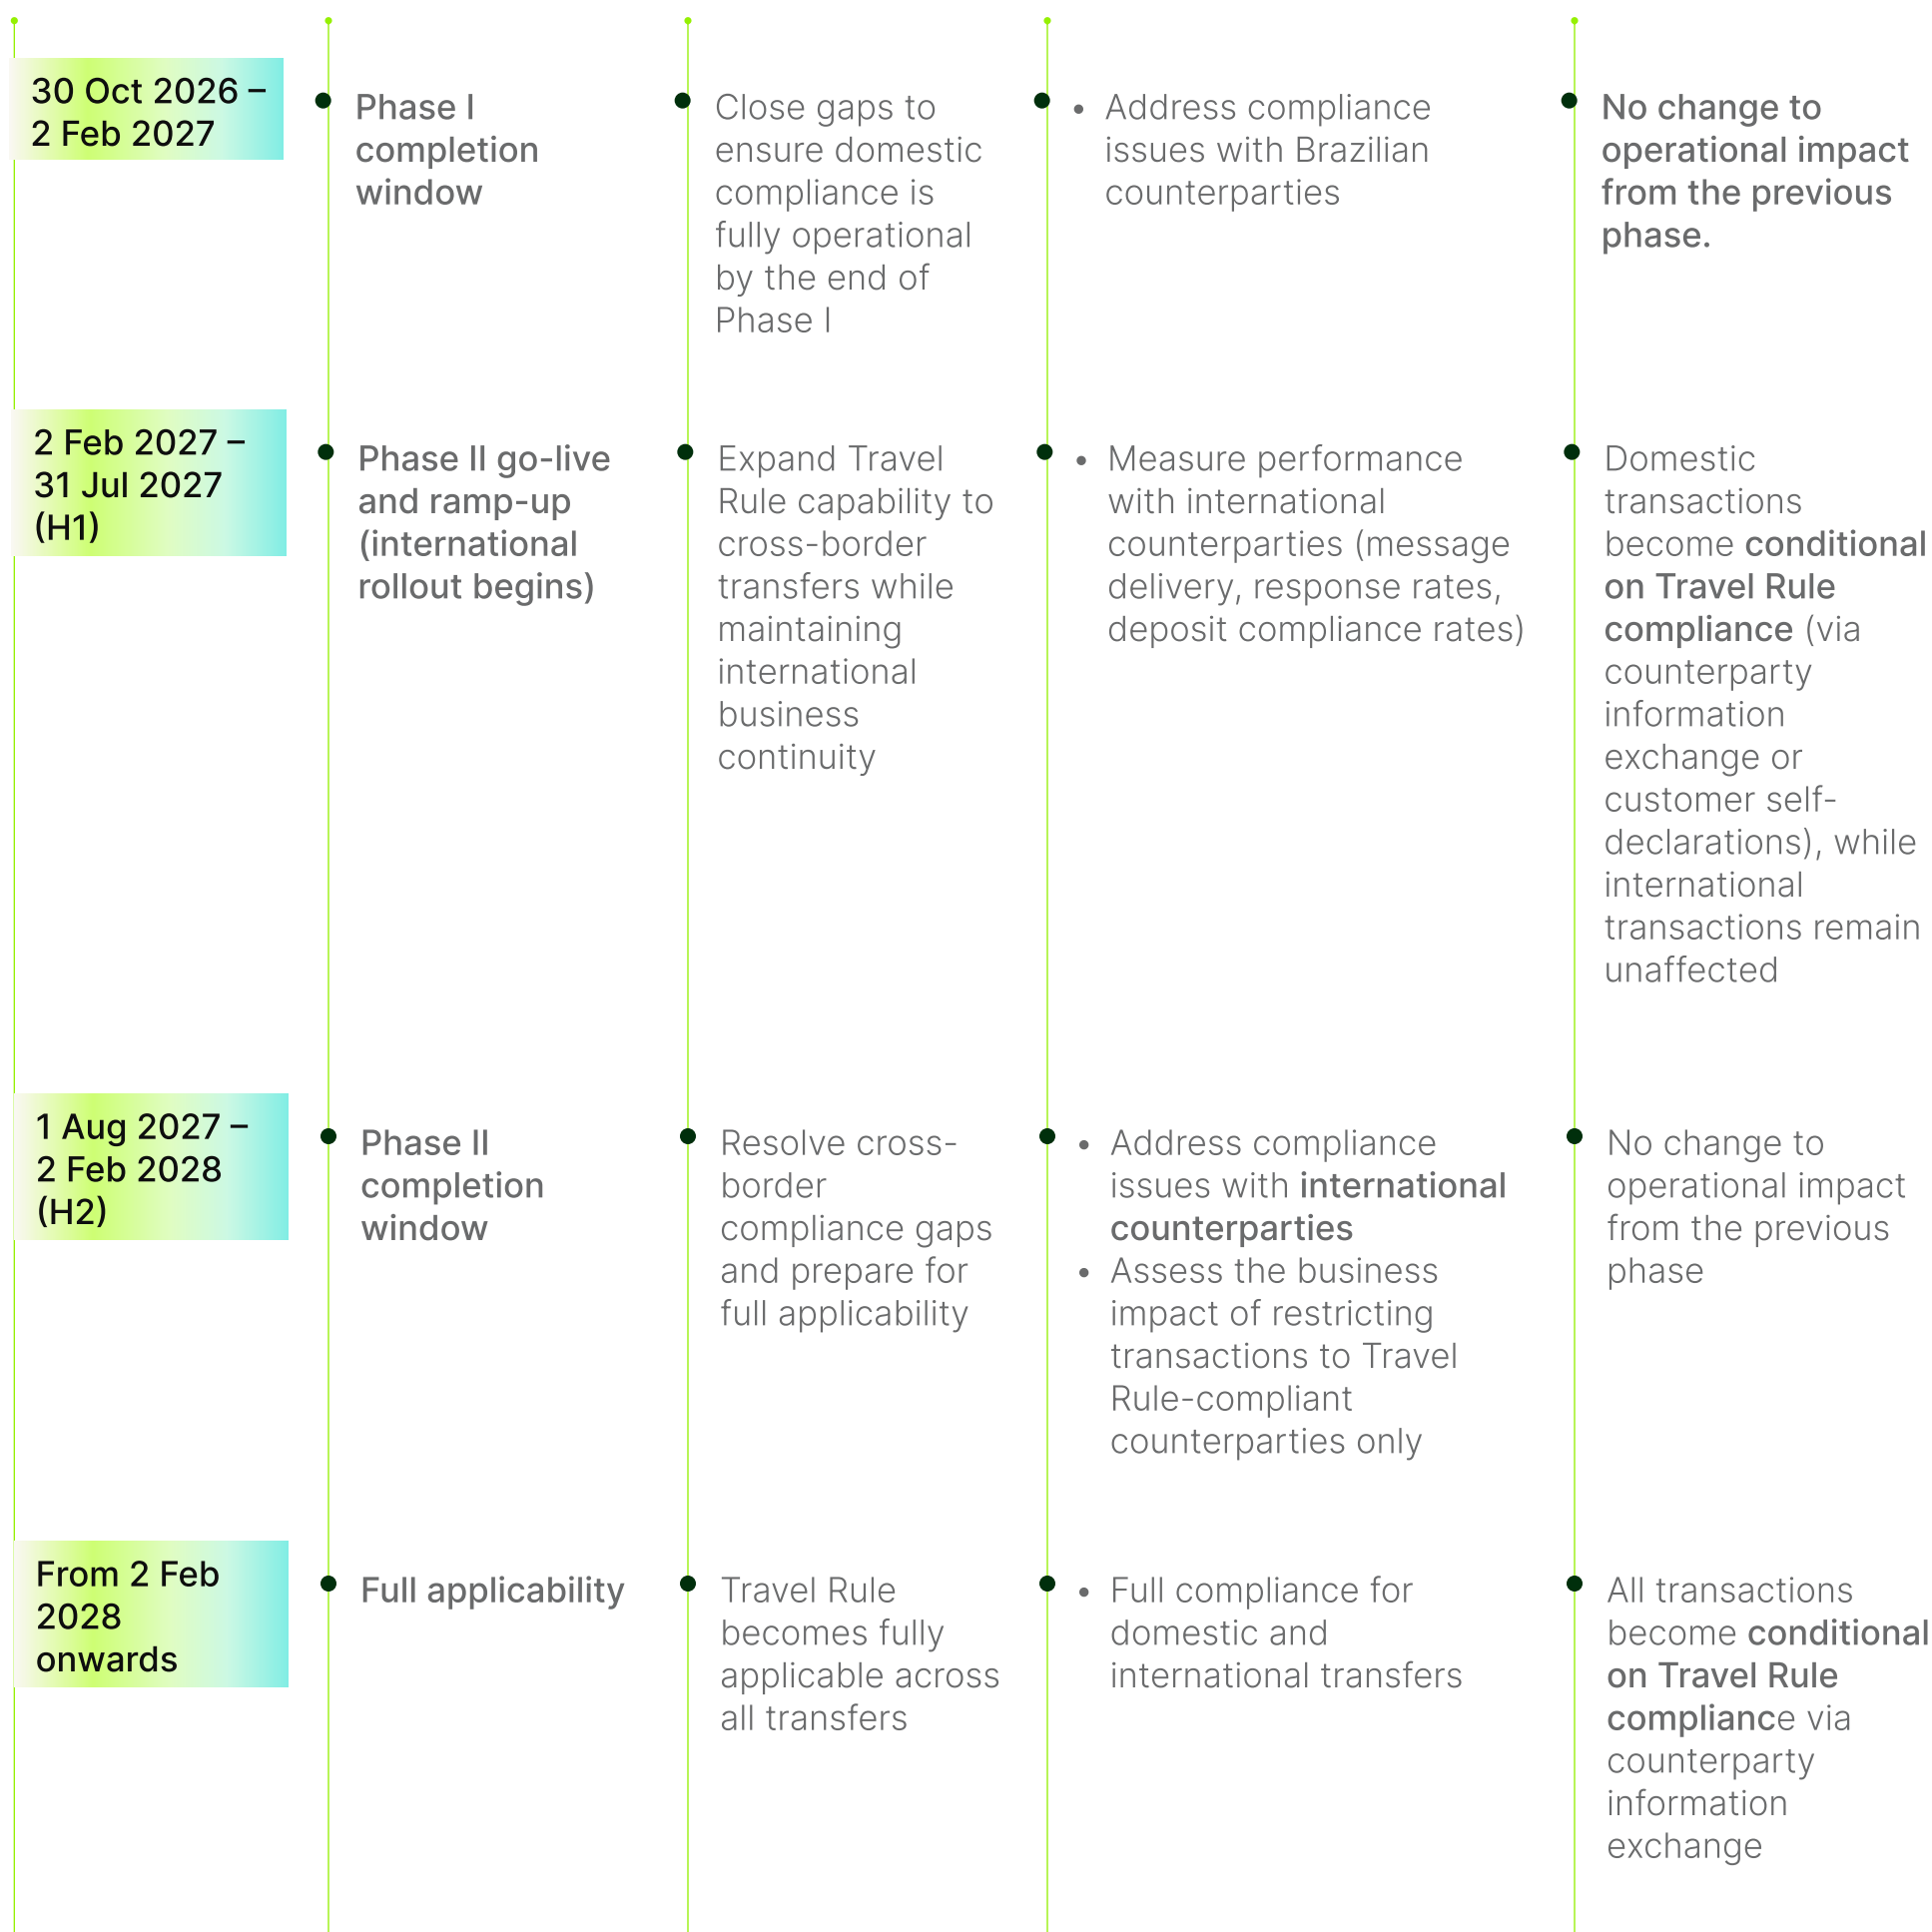 30 Oct 2026 –
2 Feb 2027
Phase I
completion
window
Close gaps to
ensure domestic
compliance is
fully operational
by the end of
Phase I
• Address compliance
issues with Brazilian
counterparties
No change to
operational impact
from the previous
phase.
2 Feb 2027 –
31 Jul 2027
(H1)
Phase II go-live
and ramp-up
(international
rollout begins)
Expand Travel
Rule capability to
cross-border
transfers while
maintaining
international
business
continuity
• Measure performance
with international
counterparties (message
delivery, response rates,
deposit compliance rates)
Domestic
transactions
become conditional
on Travel Rule
compliance (via
counterparty
information
exchange or
customer self-
declarations), while
international
transactions remain
unaffected
1 Aug 2027 –
2 Feb 2028
(H2)
Phase II
completion
window
Resolve cross-
border
compliance gaps
and prepare for
full applicability
• Address compliance
issues with international
counterparties
• Assess the business
impact of restricting
transactions to Travel
Rule-compliant
counterparties only
No change to
operational impact
from the previous
phase
From 2 Feb
2028
onwards
Full applicability
Travel Rule
becomes fully
applicable across
all transfers
• Full compliance for
domestic and
international transfers
All transactions
become conditional
on Travel Rule
compliance via
counterparty
information
exchange